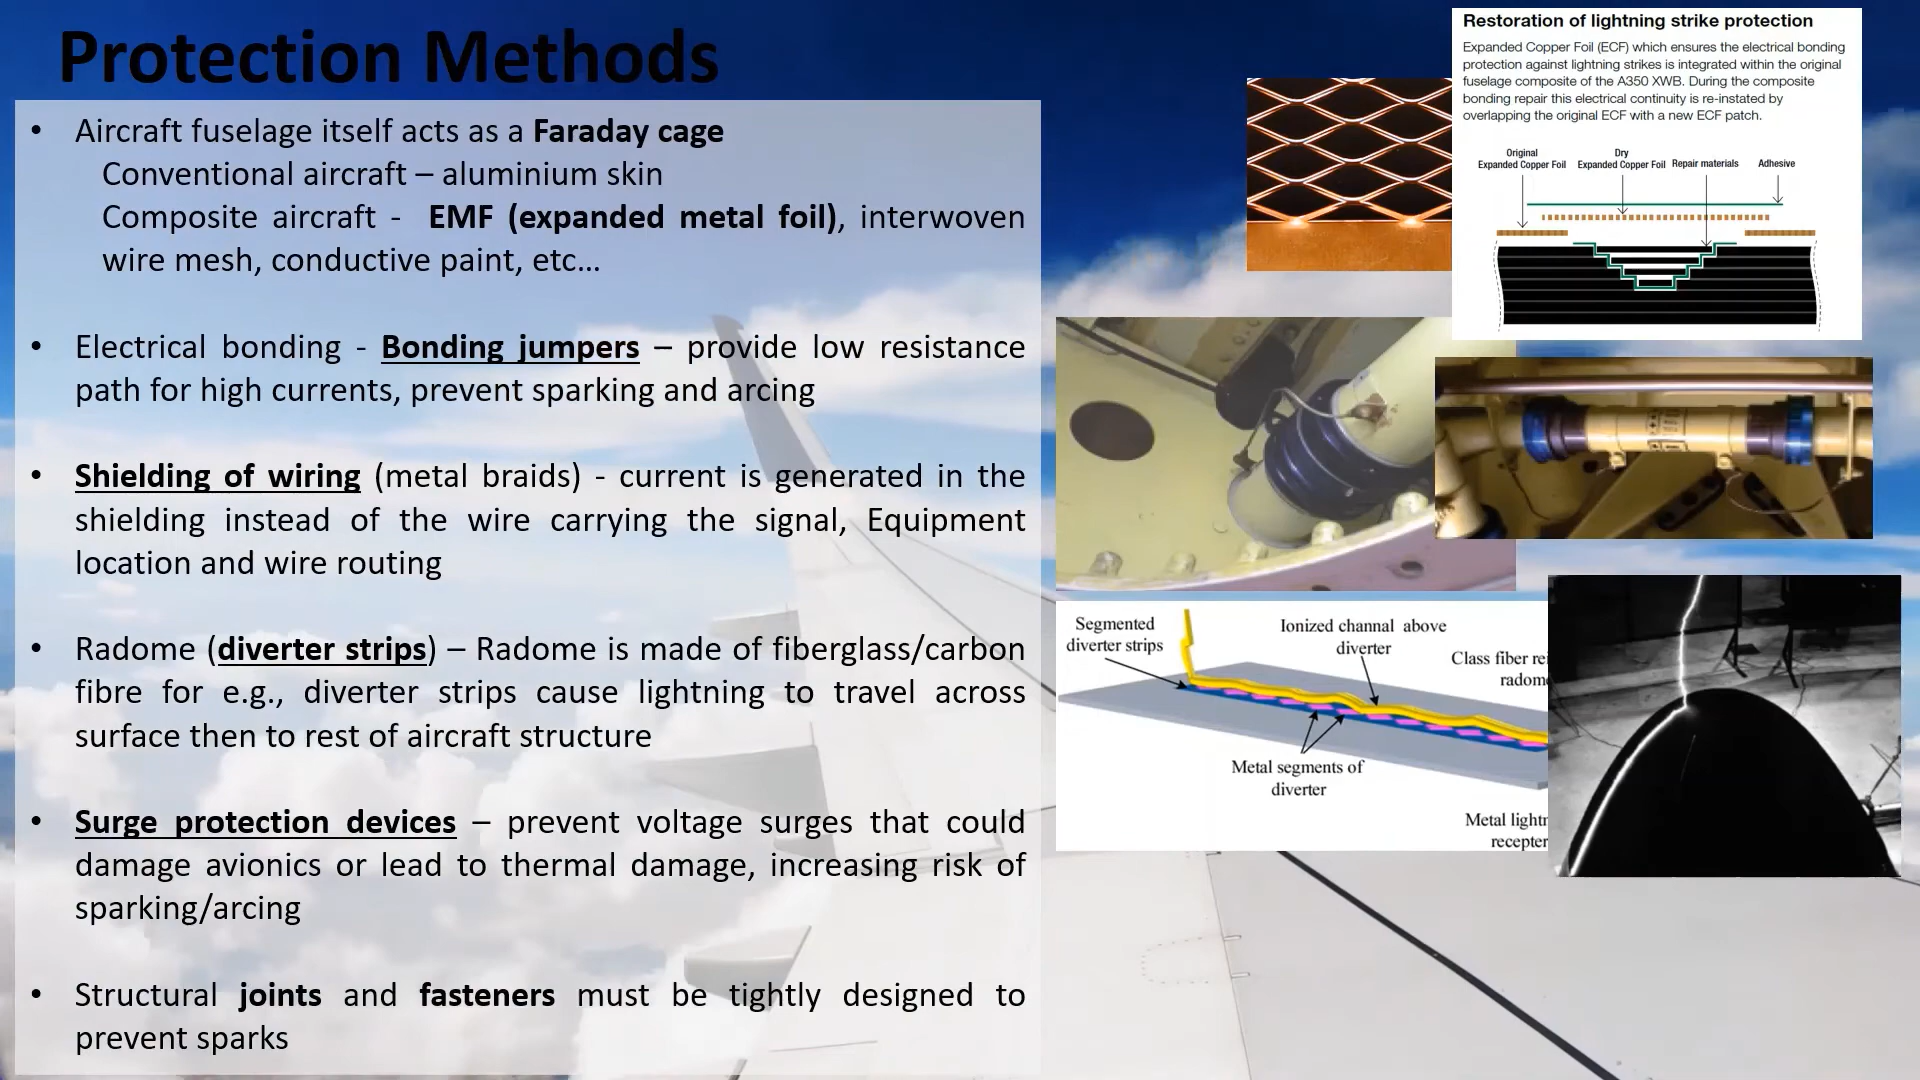 Protection Methods
• Aircraft fuselage itself acts as a Faraday cage
Conventional aircraft – aluminium skin
Composite aircraft - EMF (expanded metal foil), interwoven
wire mesh, conductive paint, etc…
• Electrical bonding - Bonding jumpers – provide low resistance
path for high currents, prevent sparking and arcing
• Shielding of wiring (metal braids) - current is generated in the
shielding instead of the wire carrying the signal, Equipment
location and wire routing
• Radome (diverter strips) – Radome is made of fiberglass/carbon
fibre for e.g., diverter strips cause lightning to travel across
surface then to rest of aircraft structure
• Surge protection devices – prevent voltage surges that could
damage avionics or lead to thermal damage, increasing risk of
sparking/arcing
• Structural joints and fasteners must be tightly designed to
prevent sparks
Restoration of lightning strike protection
Expanded Copper Foil (ECF) which ensures the electrical bonding
protection against lightning strikes is integrated within the original
fuselage composite of the A350 XWB. During the composite
bonding repair this electrical continuity is re-instated by
overlapping the original ECF with a new ECF patch.
Original
Expanded Copper Foil
Dry
Expanded Copper Foil
Repair materials
Adhesive
Segmented
diverter strips
Ionized channal above
diverter
Class fiber rei
radome
Metal segments of
diverter
Metal lightn
recepter